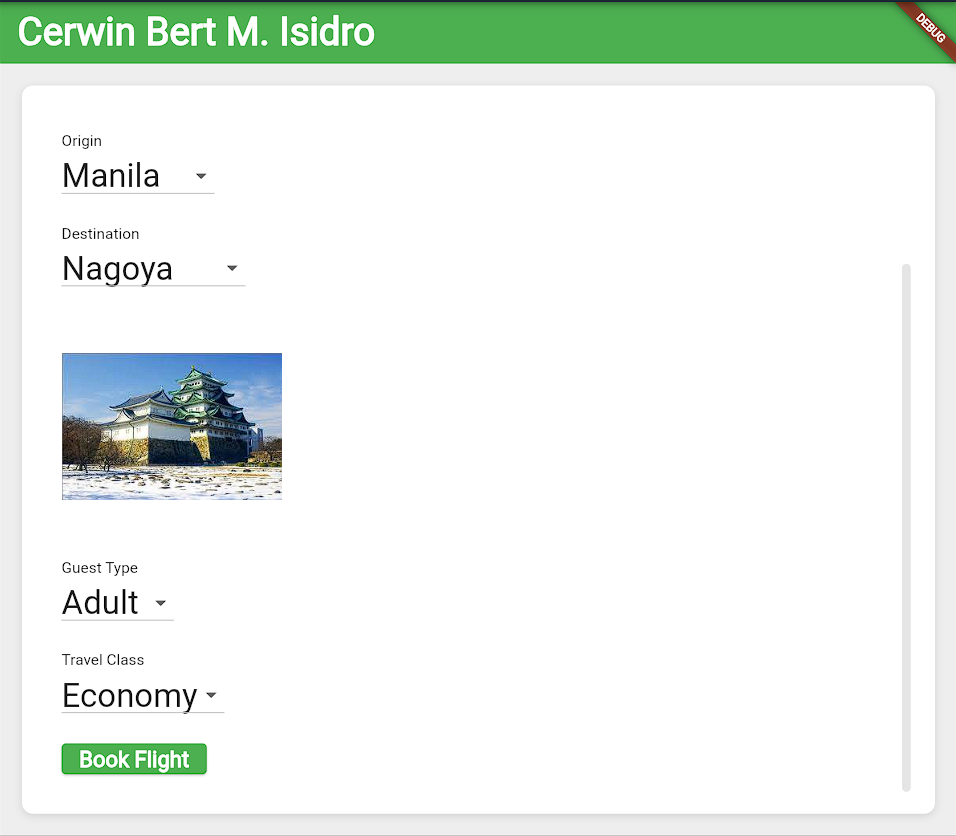 Cerwin Bert M. Isidro
DEBUG
Origin
Manila
Destination
Nagoya
Guest Type
Adult
Travel Class
Economy
Book Flight